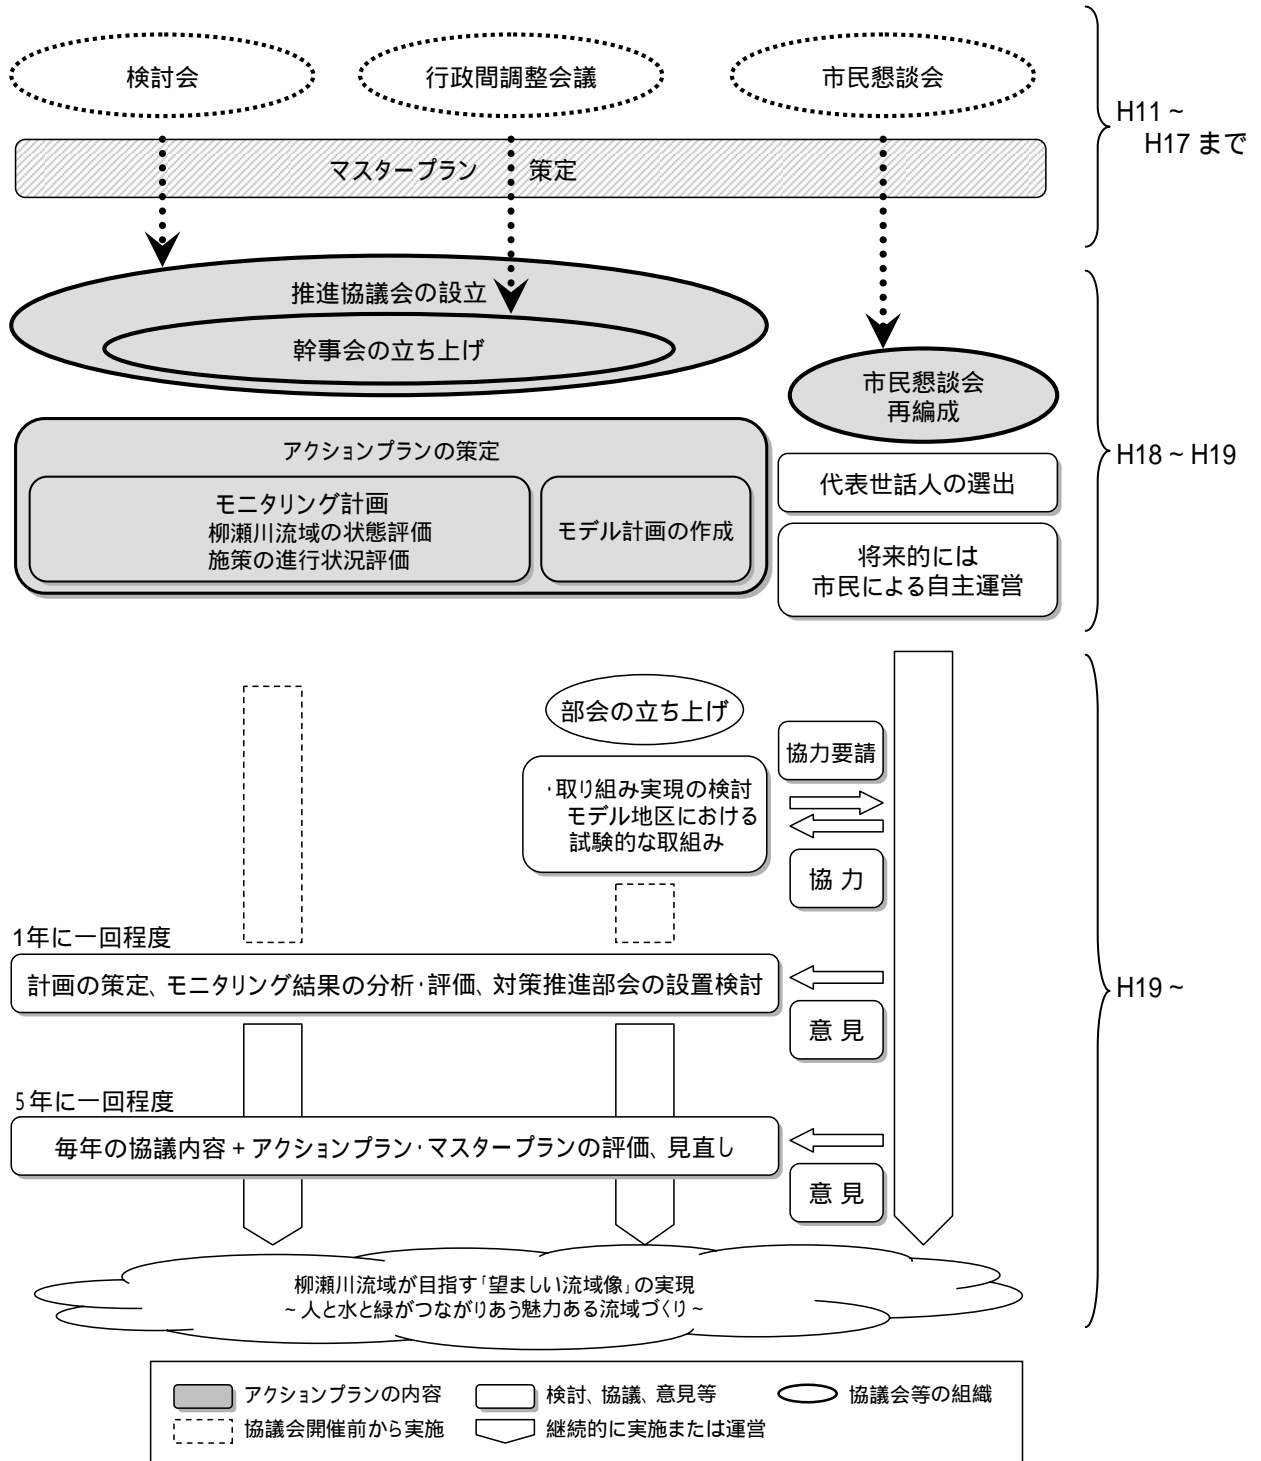 検討会
行政間調整会議
市民懇談会
マスタープラン 策定
H11～
H17まで
推進協議会の設立
幹事会の立ち上げ
市民懇談会
再編成
アクションプランの策定
モニタリング計画
柳瀬川流域の状態評価
施策の進行状況評価
モデル計画の作成
代表世話人の選出
将来的には
市民による自主運営
H18～H19
部会の立ち上げ
・取り組み実現の検討
モデル地区における
試験的な取組み
協力要請
協力
1年に一回程度
計画の策定、モニタリング結果の分析・評価、対策推進部会の設置検討
意見
H19～
5年に一回程度
毎年の協議内容+アクションプラン・マスタープランの評価、見直し
意見
柳瀬川流域が目指す「望ましい流域像」の実現
～人と水と緑がつながりあう魅力ある流域づくり～
アクションプランの内容
検討、協議、意見等
協議会等の組織
協議会開催前から実施
継続的に実施または運営